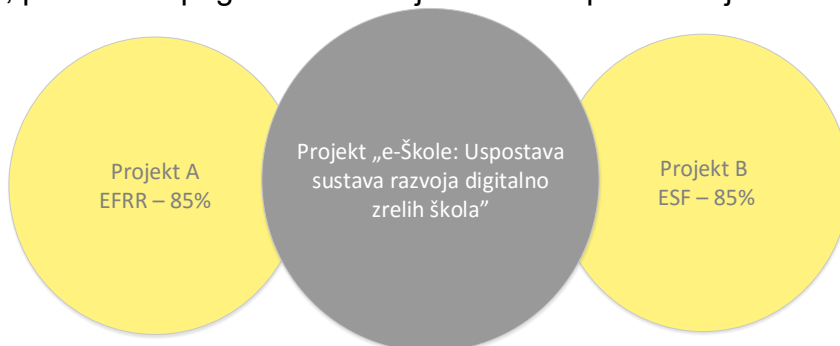 Projekt A
EFRR – 85%
Projekt „e-Škole: Uspostava
sustava razvoja digitalno
zrelih škola”
Projekt B
ESF – 85%